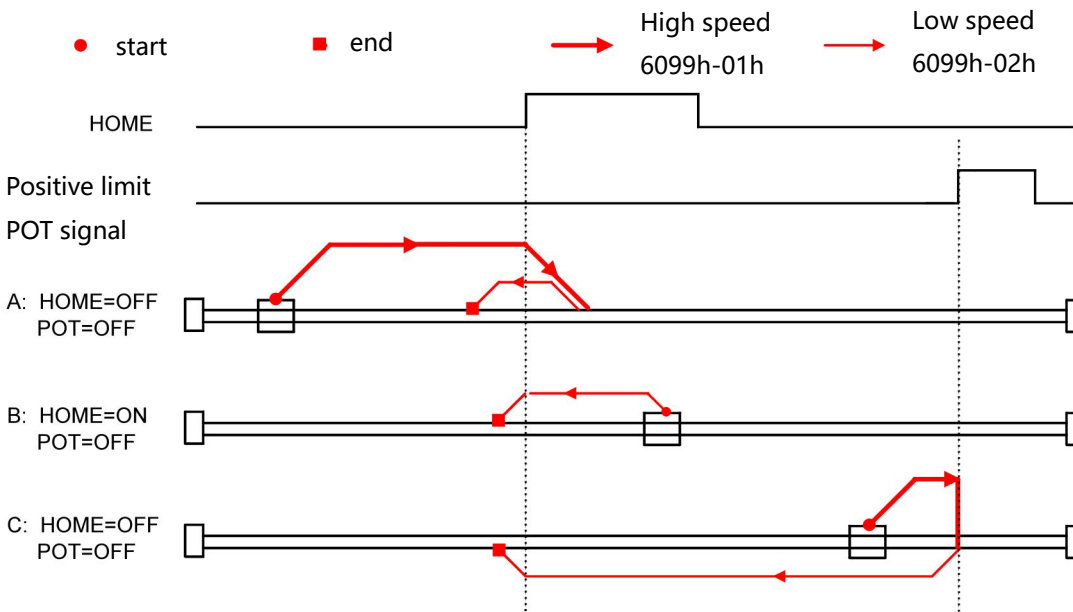 start
end
High speed
6099h-01h
Low speed
6099h-02h
HOME
Positive limit
POT signal
A: HOME=OFF
POT=OFF
B: HOME=ON
POT=OFF
C: HOME=OFF
POT=OFF